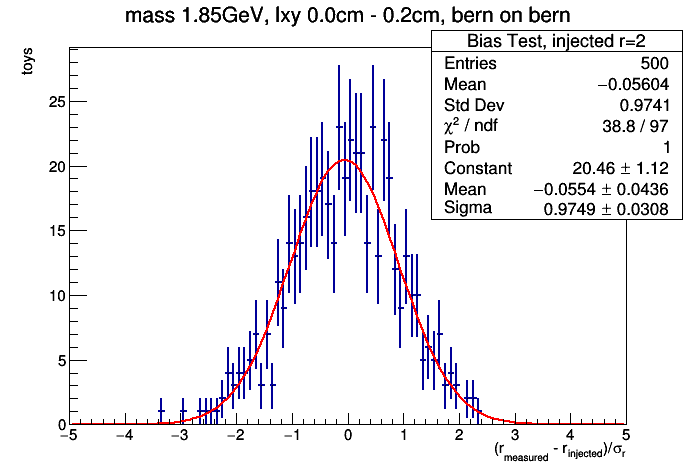 mass 1.85GeV, lxy 0.0cm - 0.2cm, bern on bern
Bias Test, injected r=2
Entries 500
Mean −0.05604
Std Dev 0.9741
χ² / ndf 38.8 / 97
Prob 1
Constant 20.46 ± 1.12
Mean −0.0554 ± 0.0436
Sigma 0.9749 ± 0.0308
toys
25
20
15
10
5
0
−5 −4 −3 −2 −1 0 1 2 3 4 5
(r_measured - r_injected)/σ_r